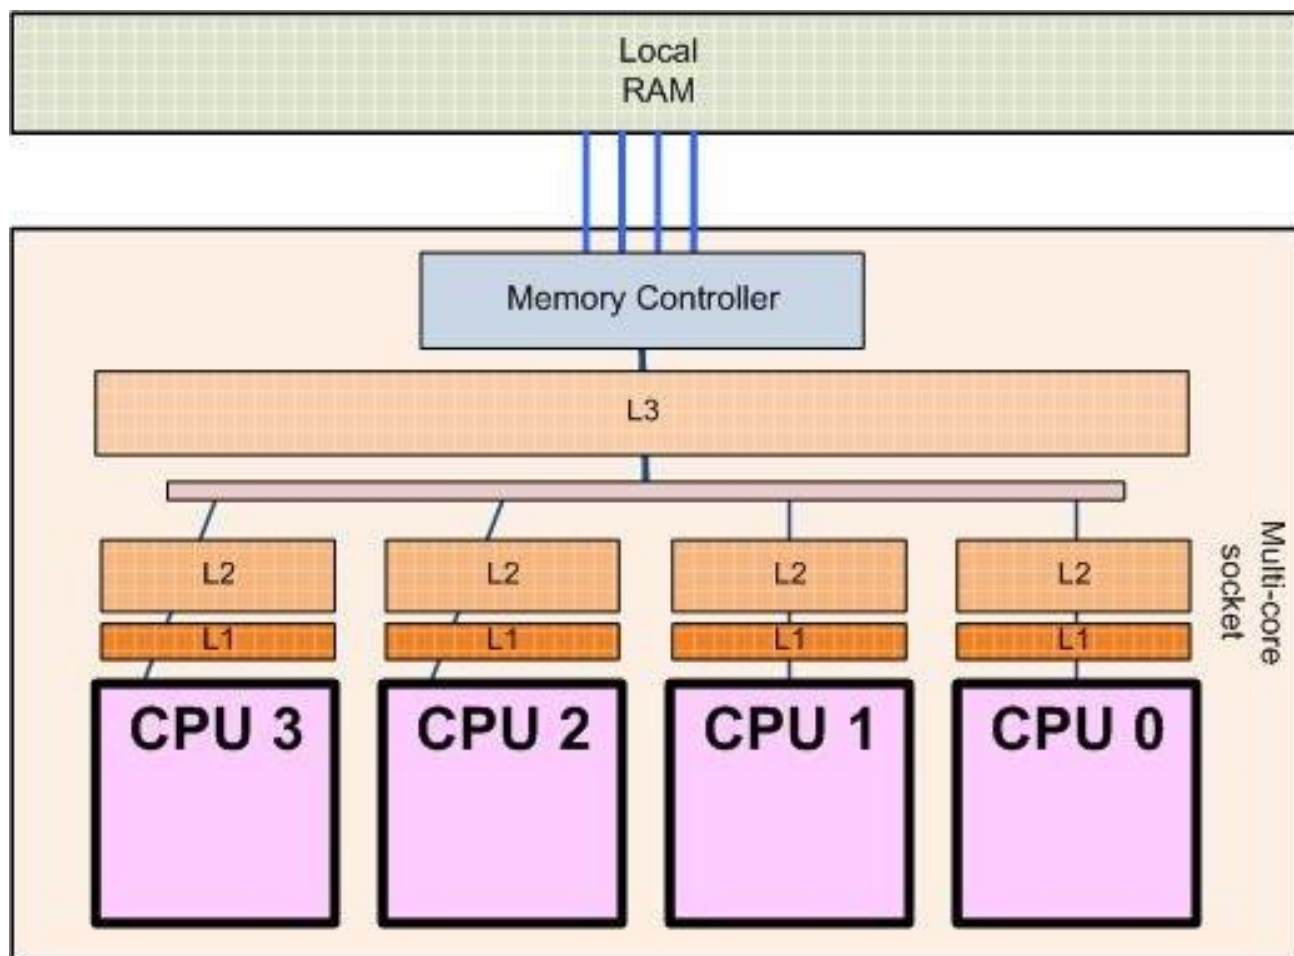 Local
RAM
Memory Controller
L3
L2
L2
L2
L2
L1
L1
L1
L1
CPU 3
CPU 2
CPU 1
CPU 0
Multi-core
socket